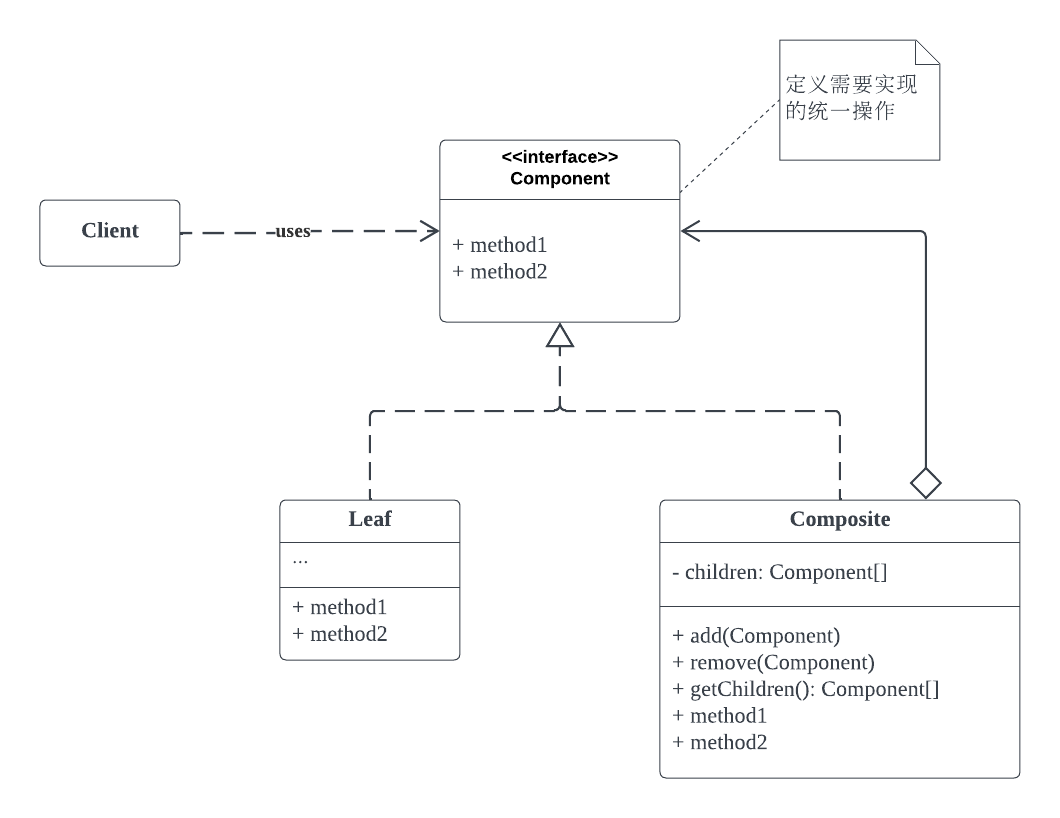 定义需要实现
的统一操作
<<interface>>
Component
+ method1
+ method2
Client
uses
Leaf
...
+ method1
+ method2
Composite
- children: Component[]
+ add(Component)
+ remove(Component)
+ getChildren(): Component[]
+ method1
+ method2